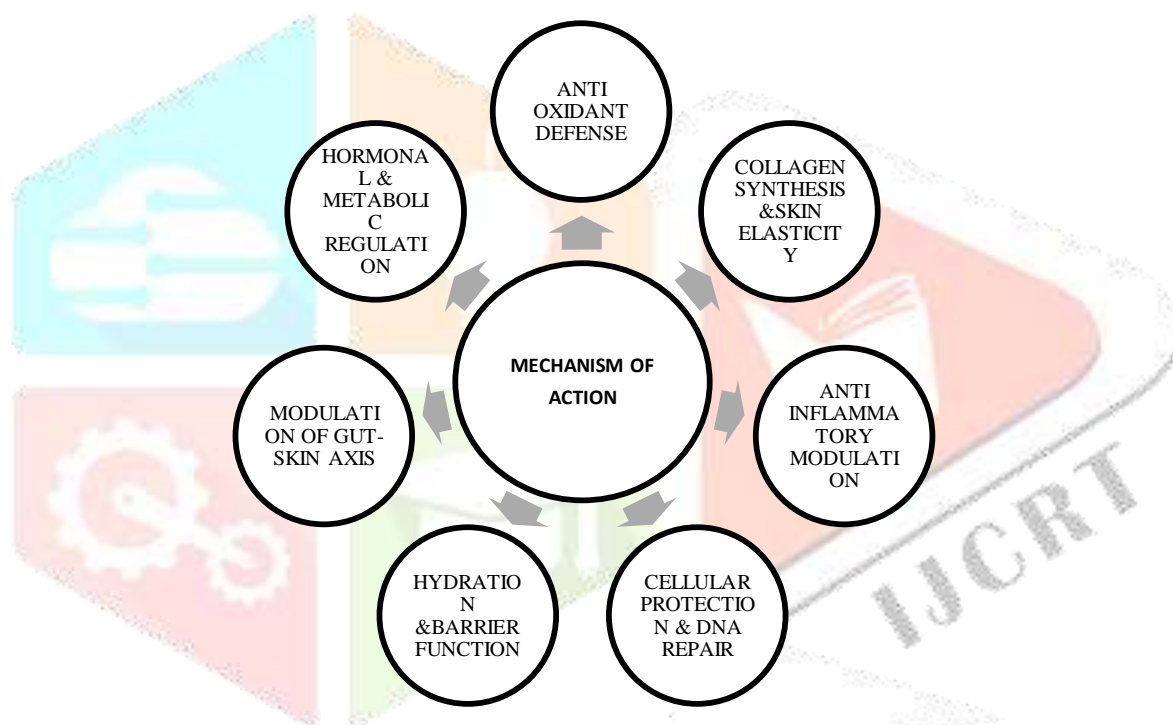 ANTI
OXIDANT
DEFENSE
COLLAGEN
SYNTHESIS
&SKIN
ELASTICIT
Y
ANTI
INFLAMMA
TORY
MODULATI
ON
CELLULAR
PROTECTIO
N & DNA
REPAIR
HYDRATIO
N
&BARRIER
FUNCTION
MODULATI
ON OF GUT-
SKIN AXIS
HORMONA
L &
METABOLI
C
REGULATI
ON
MECHANISM OF
ACTION
IJCRT